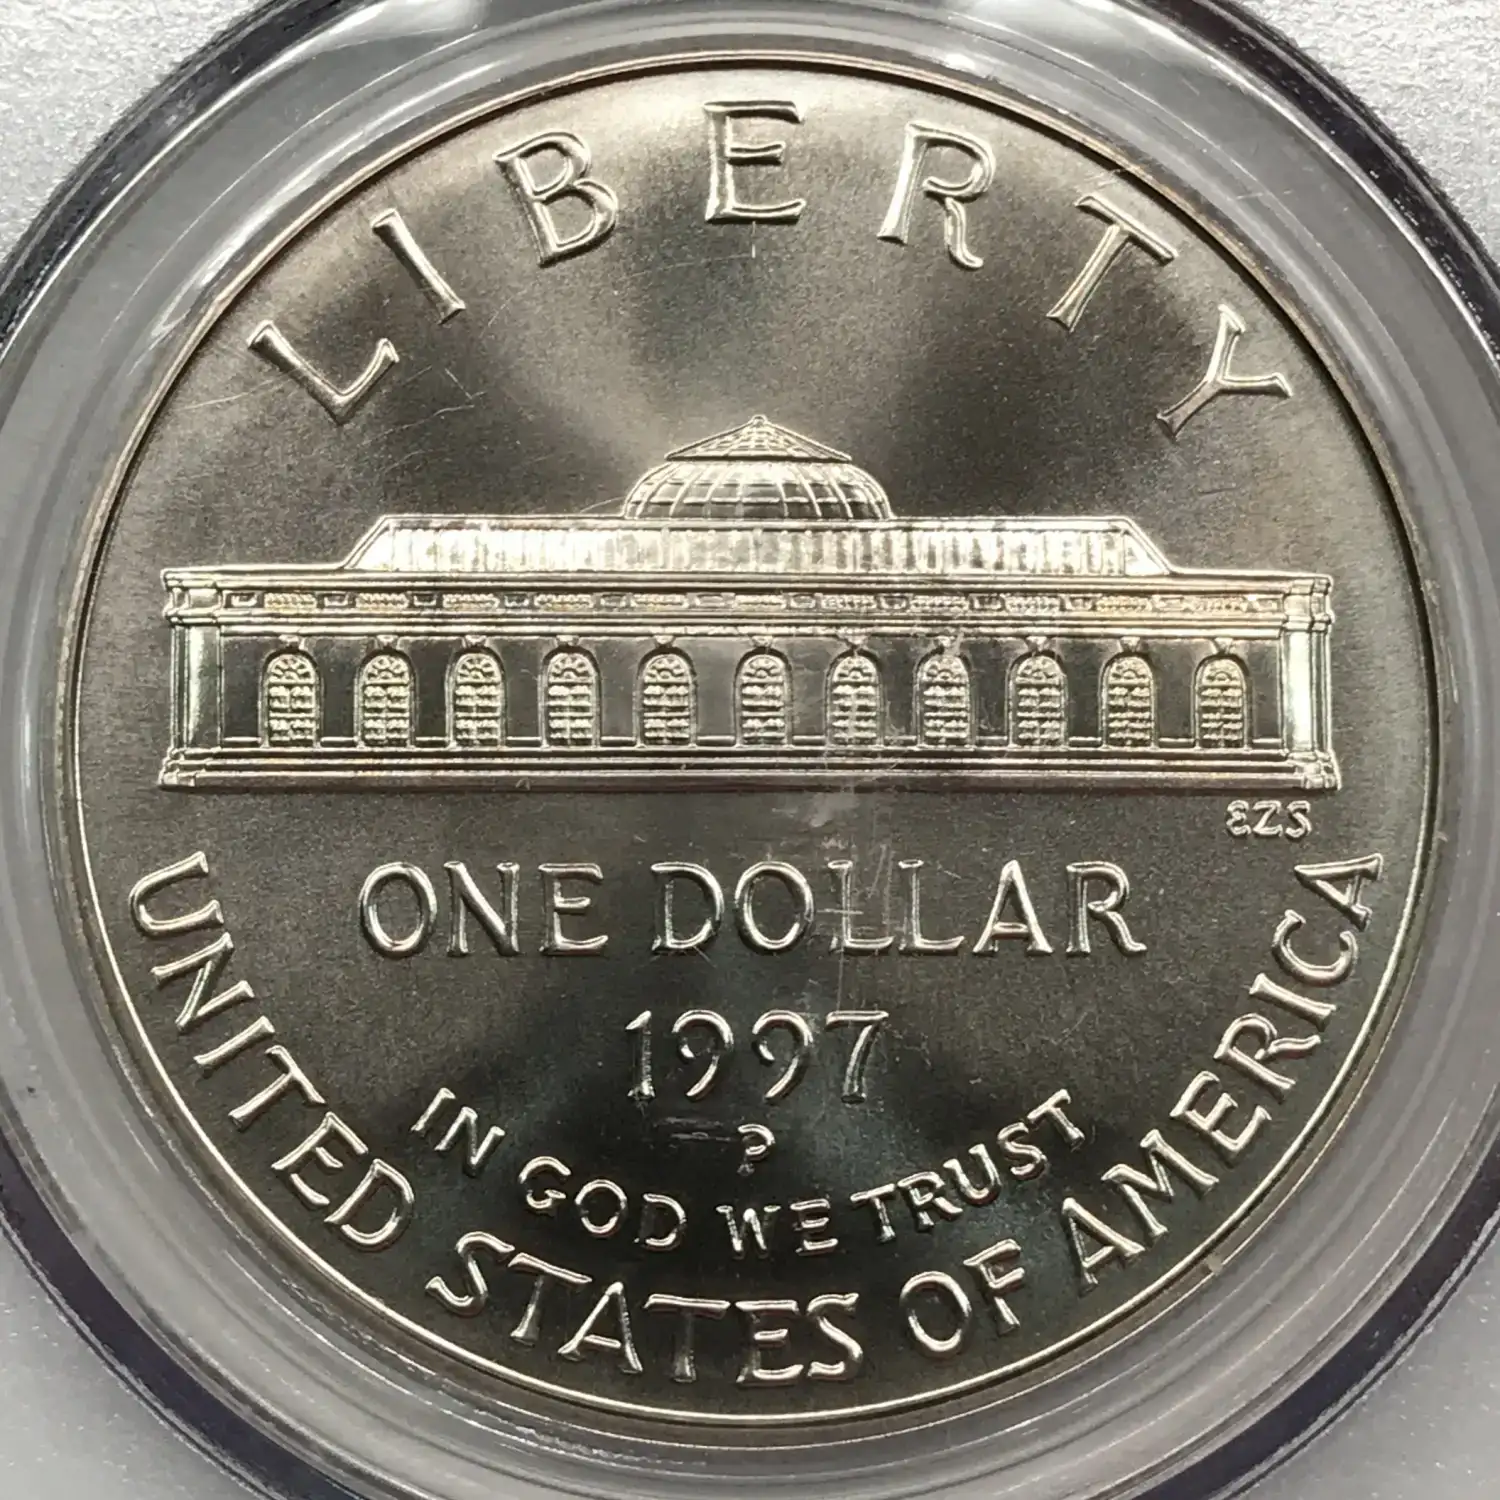 LIBERTY
EZS
ONE DOLLAR
1997
P
IN GOD WE TRUST
UNITED STATES OF AMERICA